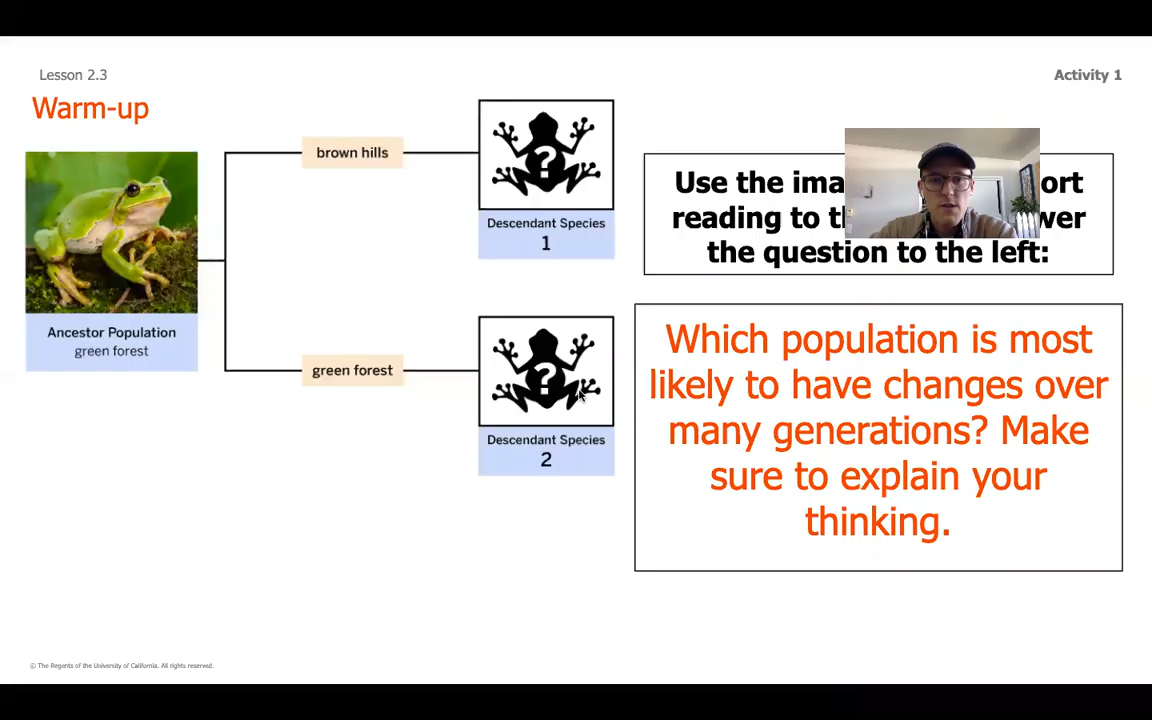 Lesson 2.3
Activity 1
Warm-up
brown hills
?
Descendant Species
1
Ancestor Population
green forest
green forest
?
Descendant Species
2
Use the ort
reading to wer
the question to the left:
Which population is most
likely to have changes over
many generations? Make
sure to explain your
thinking.
© The Regents of the University of California. All rights reserved.